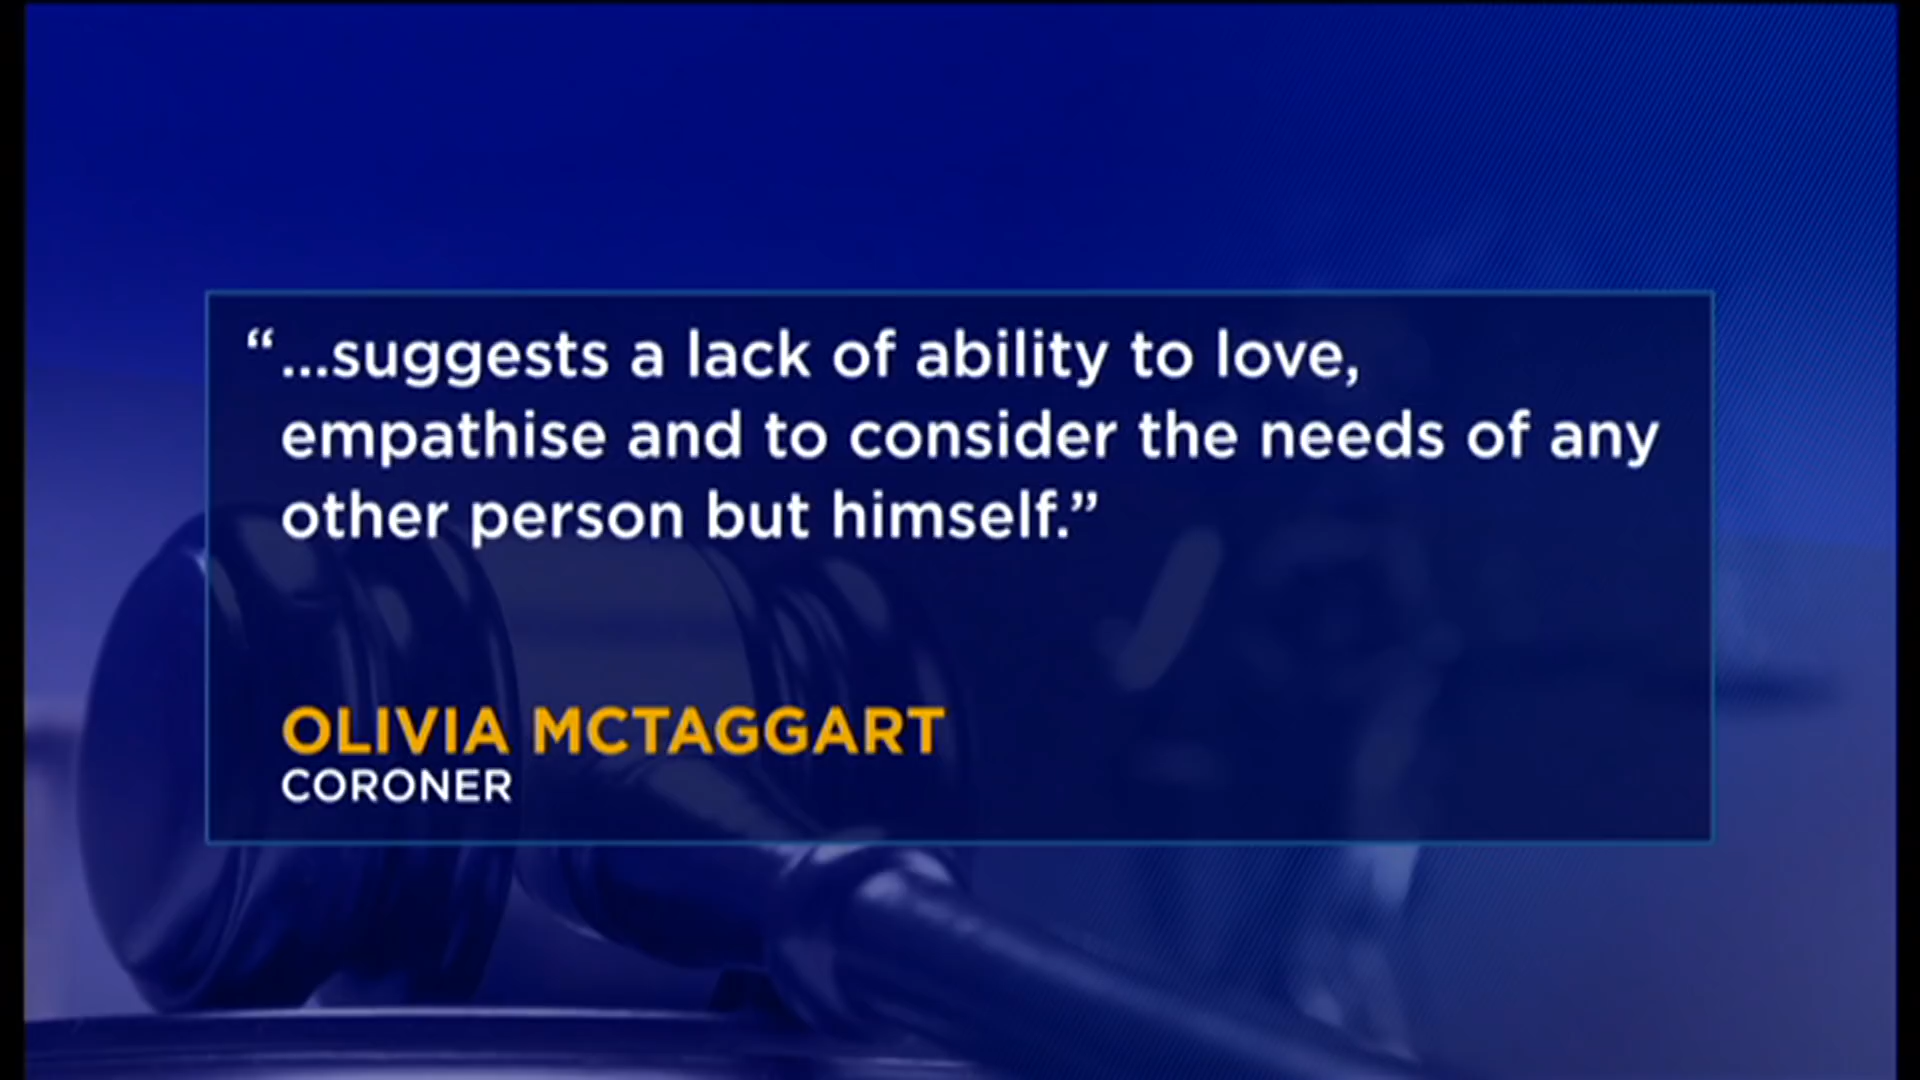 “...suggests a lack of ability to love,
empathise and to consider the needs of any
other person but himself.”
OLIVIA MCTAGGART
CORONER